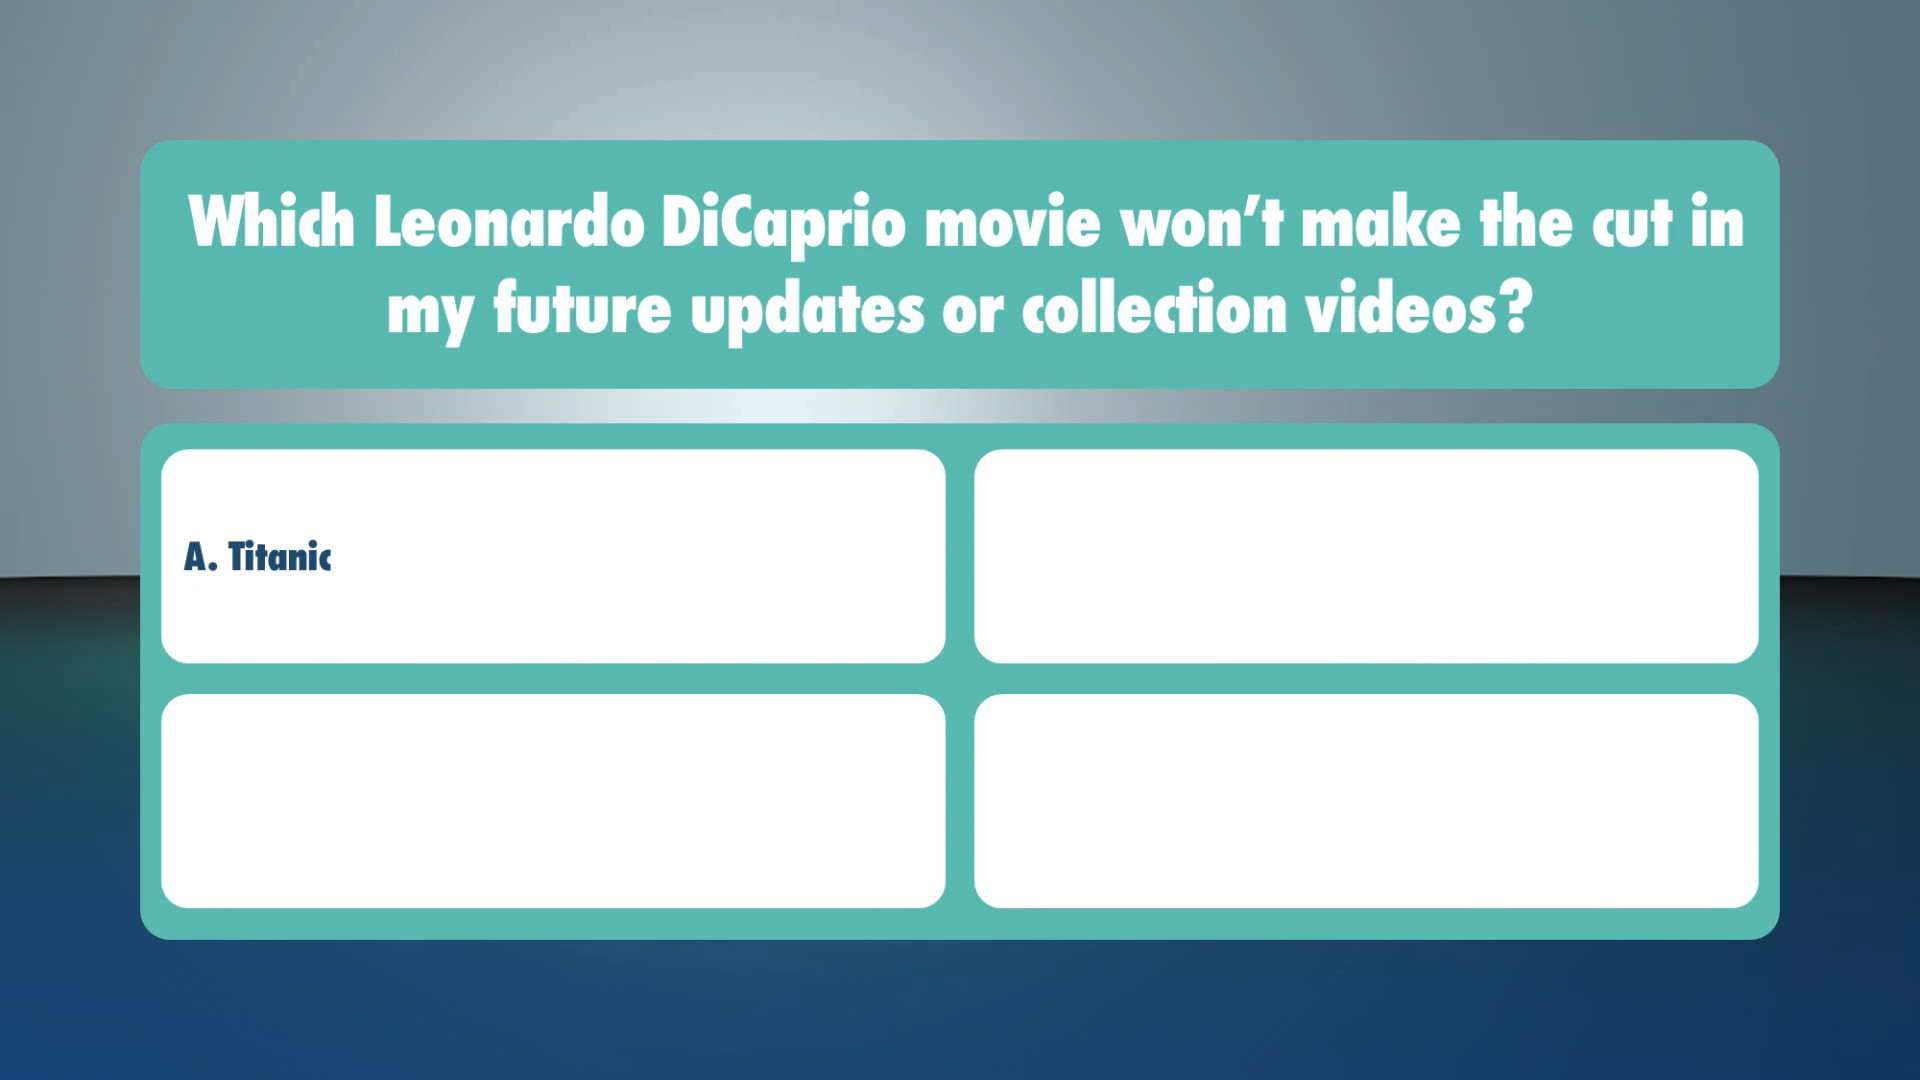 Which Leonardo DiCaprio movie won’t make the cut in
my future updates or collection videos?
A. Titanic